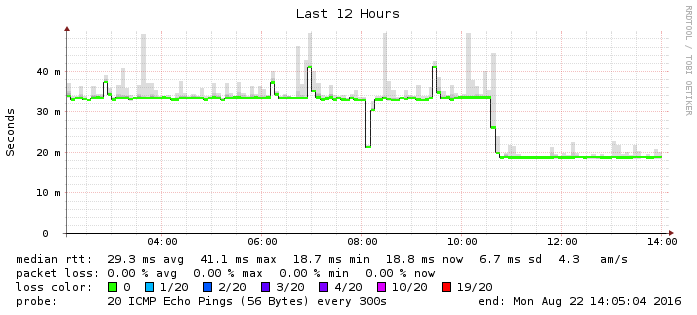 Last 12 Hours
RRDTOOL / TOBI OETIKER
Seconds
40 m
30 m
20 m
10 m
0
04:00 06:00 08:00 10:00 12:00 14:00
median rtt: 29.3 ms avg 41.1 ms max 18.7 ms min 18.8 ms now 6.7 ms sd 4.3 am/s
packet loss: 0.00 % avg 0.00 % max 0.00 % min 0.00 % now
loss color: 0 1/20 2/20 3/20 4/20 10/20 19/20
probe: 20 ICMP Echo Pings (56 Bytes) every 300s end: Mon Aug 22 14:05:04 2016